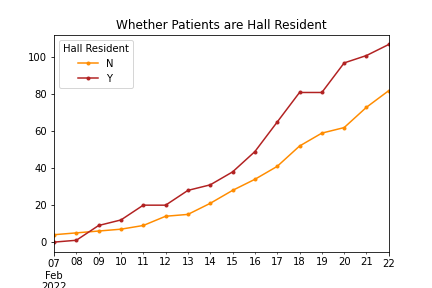 Whether Patients are Hall Resident
Hall Resident
N
Y
100
80
60
40
20
0
07 08 09 10 11 12 13 14 15 16 17 18 19 20 21 22
Feb
2022